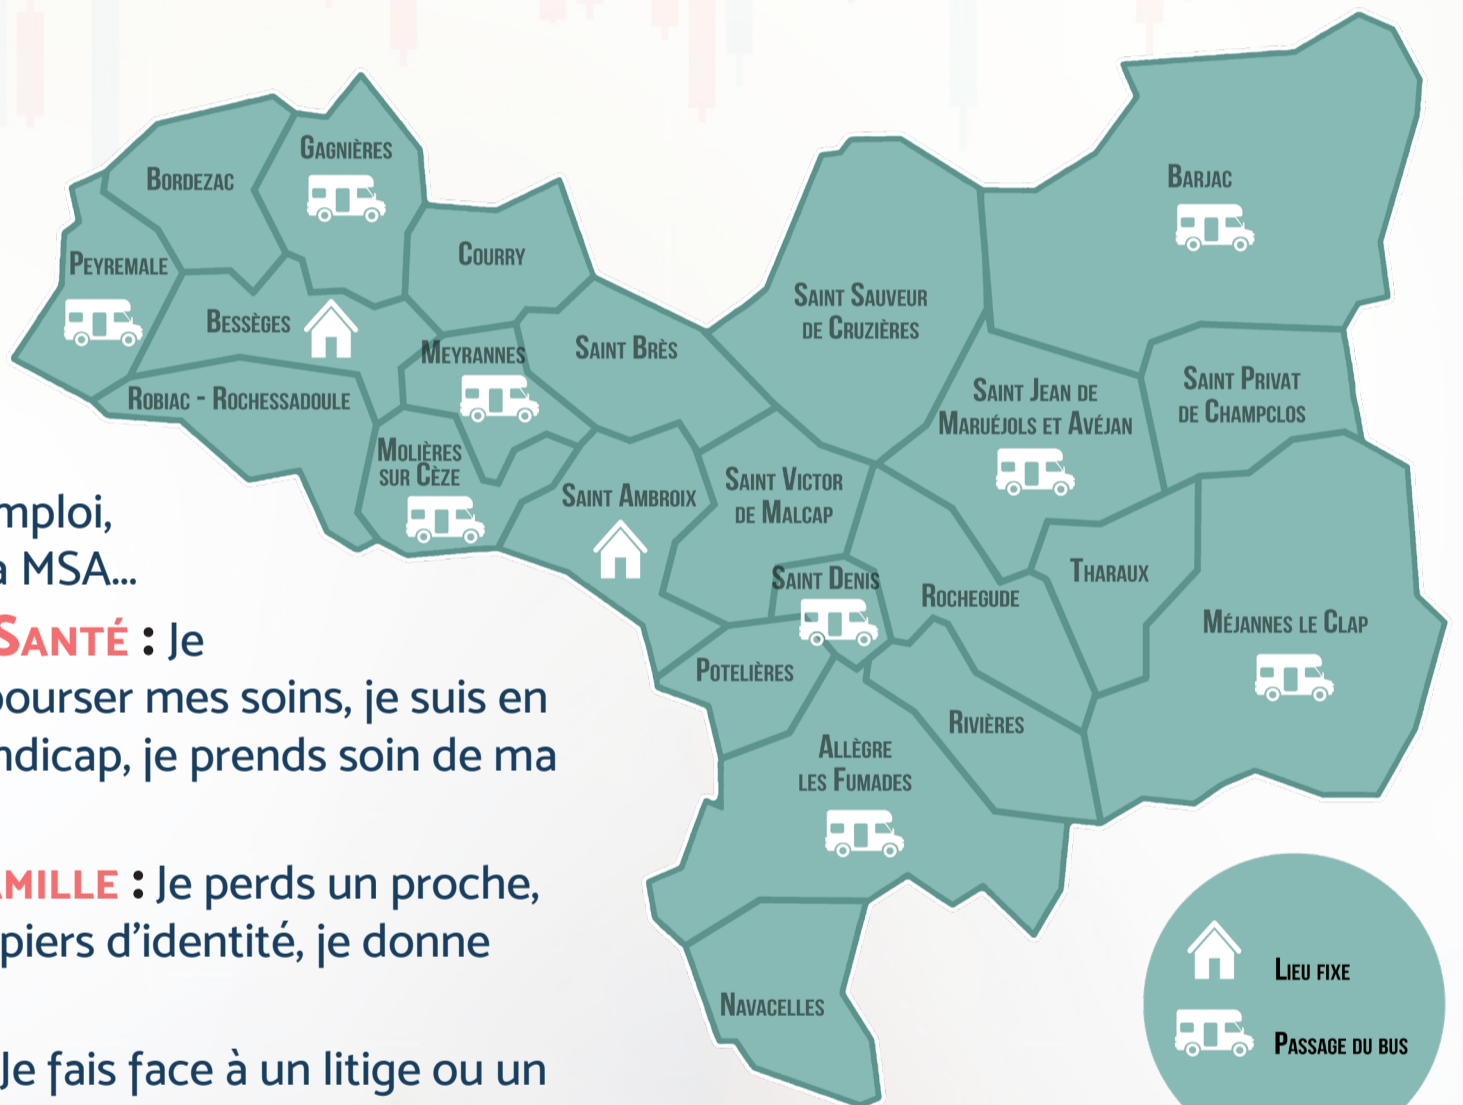 Gagnières
Bordezac
Barjac
Courry
Peyremale
Saint Sauveur
de Cruzières
Bessèges
Saint Brès
Meyrannes
Saint Privat
de Champclos
Saint Jean de
Maruéjols et Avéjan
Robiac - Rochessadoule
Molières
sur Cèze
Saint Victor
de Malcap
Saint Ambroix
Tharaux
Saint Denis
Rochegude
Méjannes le Clap
Potelières
Rivières
Allègre
les Fumades
Navacelles
mploi,
a MSA...
Santé : Je
bourser mes soins, je suis en
ndicap, je prends soin de ma
amille : Je perds un proche,
piers d'identité, je donne
Je fais face à un litige ou un
Lieu fixe
Passage du bus